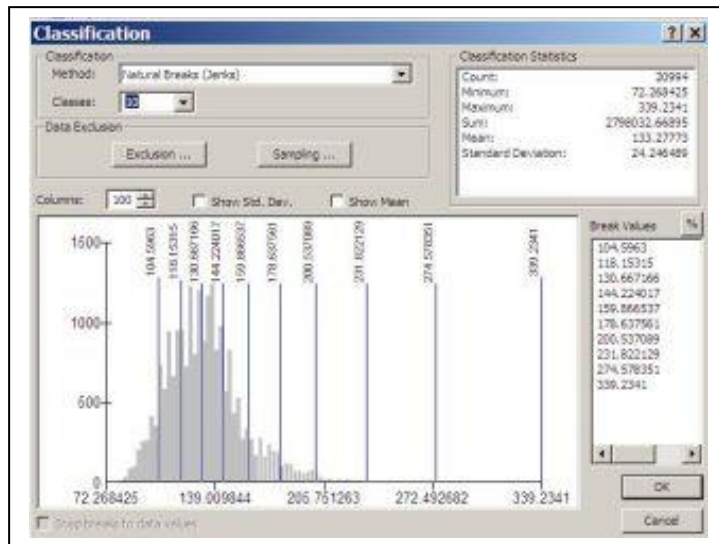 Classification
Classification
Method: Natural Breaks (Jenks)
Classes: 10
Data Exclusion
Exclusion ...
Sampling ...
Classification Statistics
Count: 20994
Minimum: 72.268425
Maximum: 339.2341
Sum: 2798032.66895
Mean: 133.27773
Standard Deviation: 24.246489
Columns: 100
Show Std. Dev.
Show Mean
%
Break Values
104.5963
118.15315
130.667166
144.224017
159.866537
178.637561
200.537089
231.822129
274.578351
339.2341
1500
1000
500
0
104.5963
118.15315
130.667166
144.224017
159.866537
178.637561
200.537089
231.822129
274.578351
339.2341
72.268425
139.009844
205.751263
272.492682
339.2341
Snap breaks to data values
OK
Cancel